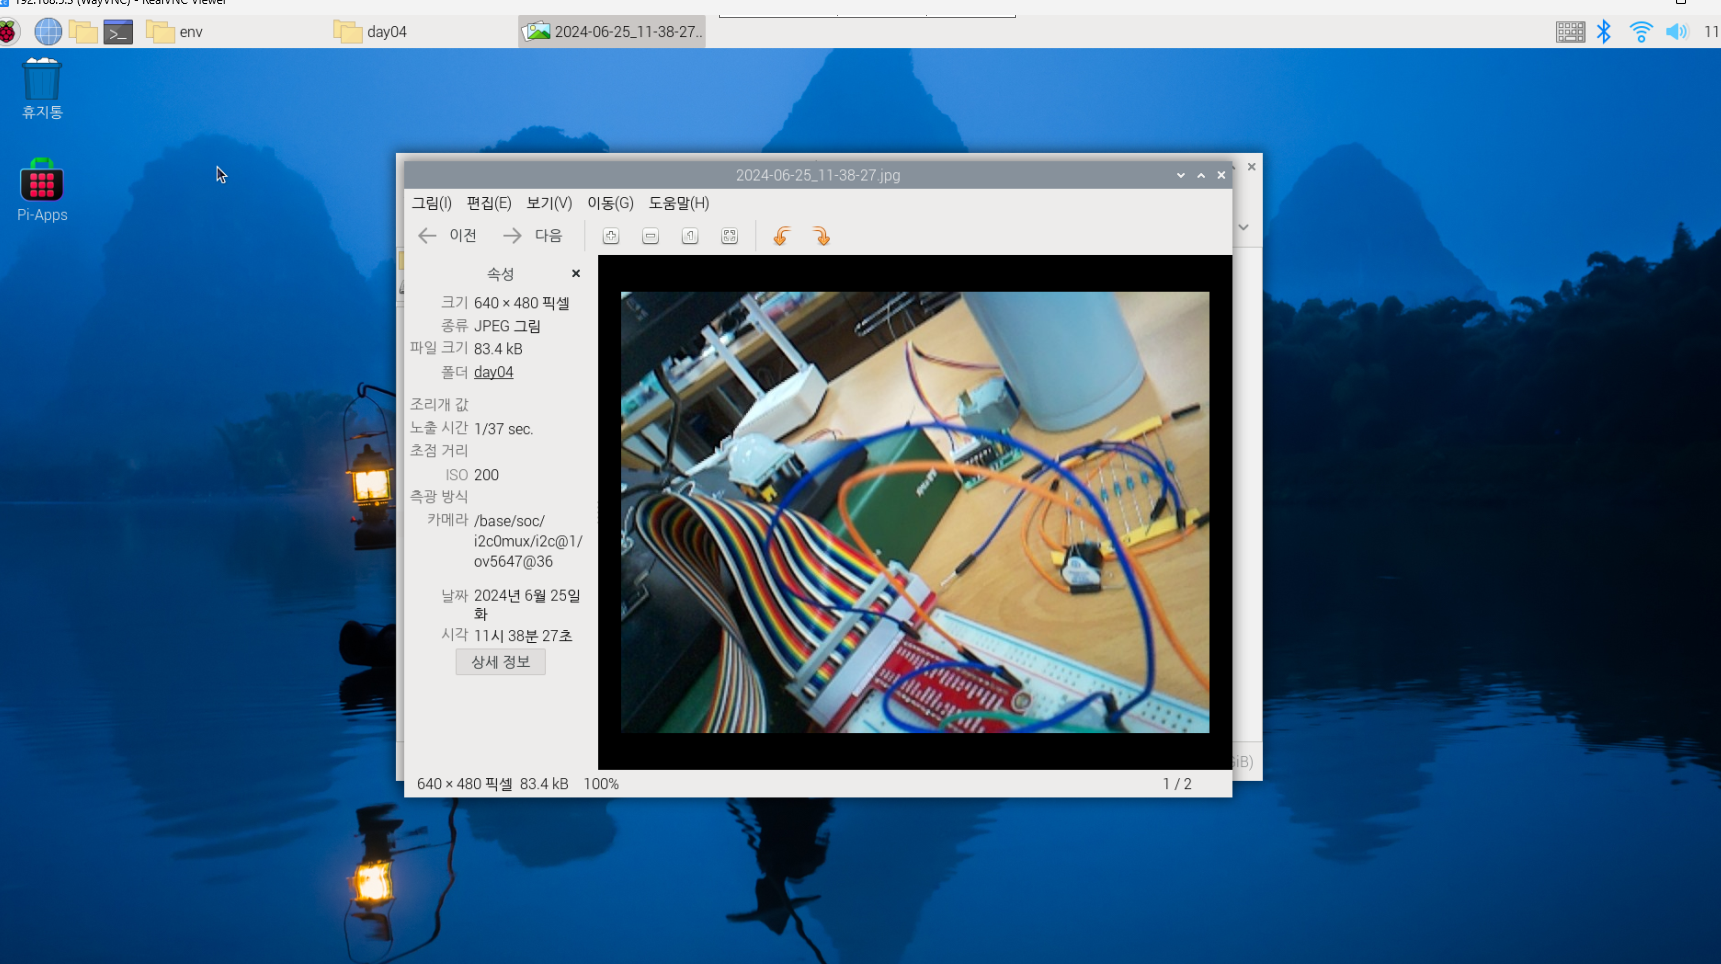 192.168.5.3 (WayVNC) - RealVNC Viewer
env
day04
2024-06-25_11-38-27..
11
휴지통
Pi-Apps
2024-06-25_11-38-27.jpg
그림(I) 편집(E) 보기(V) 이동(G) 도움말(H)
이전 다음
속성
크기 640 × 480 픽셀
종류 JPEG 그림
파일 크기 83.4 kB
폴더 day04
조리개 값
노출 시간 1/37 sec.
초점 거리
ISO 200
측광 방식
카메라 /base/soc/
i2c0mux/i2c@1/
ov5647@36
날짜 2024년 6월 25일
화
시각 11시 38분 27초
상세 정보
640 × 480 픽셀 83.4 kB 100% 1 / 2
iB)